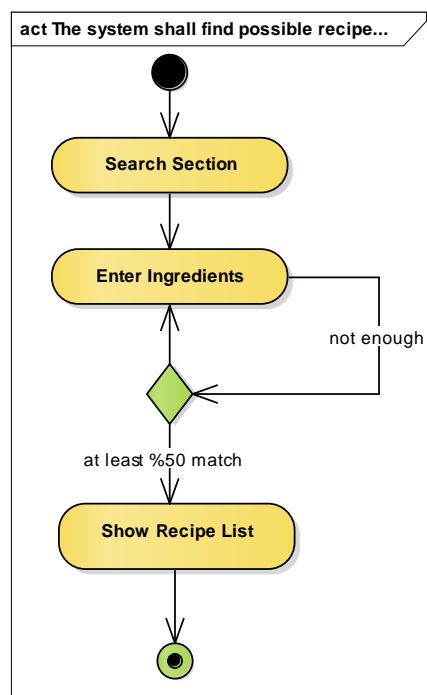 act The system shall find possible recipe...
Search Section
Enter Ingredients
not enough
at least %50 match
Show Recipe List